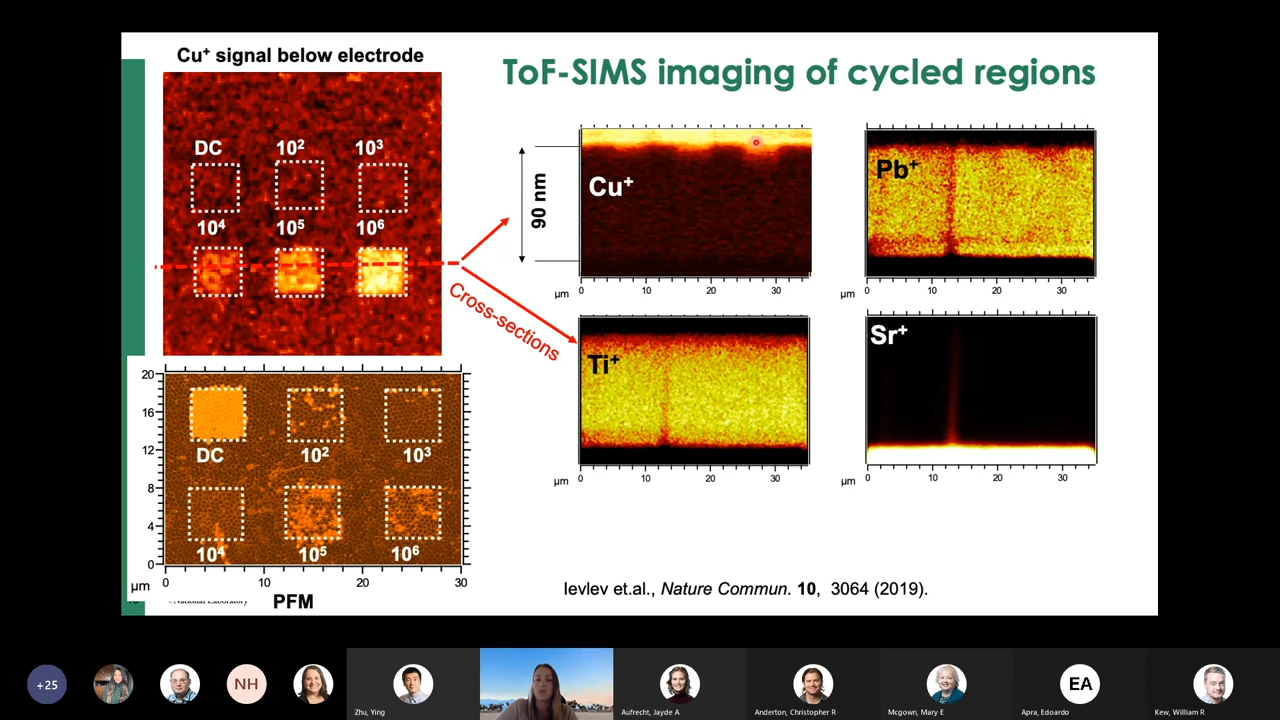 Cu⁺ signal below electrode
ToF-SIMS imaging of cycled regions
DC 10² 10³
10⁴ 10⁵ 10⁶
Cross-sections
90 nm
Cu⁺
µm 0 10 20 30
Pb⁺
µm 0 10 20 30
Ti⁺
µm 0 10 20 30
Sr⁺
µm 0 10 20 30
20
16
12
8
4
0
DC 10² 10³
10⁴ 10⁵ 10⁶
µm 0 10 20 30
PFM
National Laboratory
Ievlev et.al., Nature Commun. 10, 3064 (2019).
+25
NH
EA
Zhu, Ying
Aufrecht, Jayde A
Anderton, Christopher R
Mcgown, Mary E
Apra, Edoardo
Kew, William R